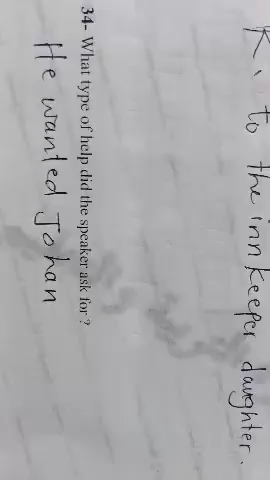 K, to the innkeeper daughter.
34- What type of help did the speaker ask for ?
He wanted Johan